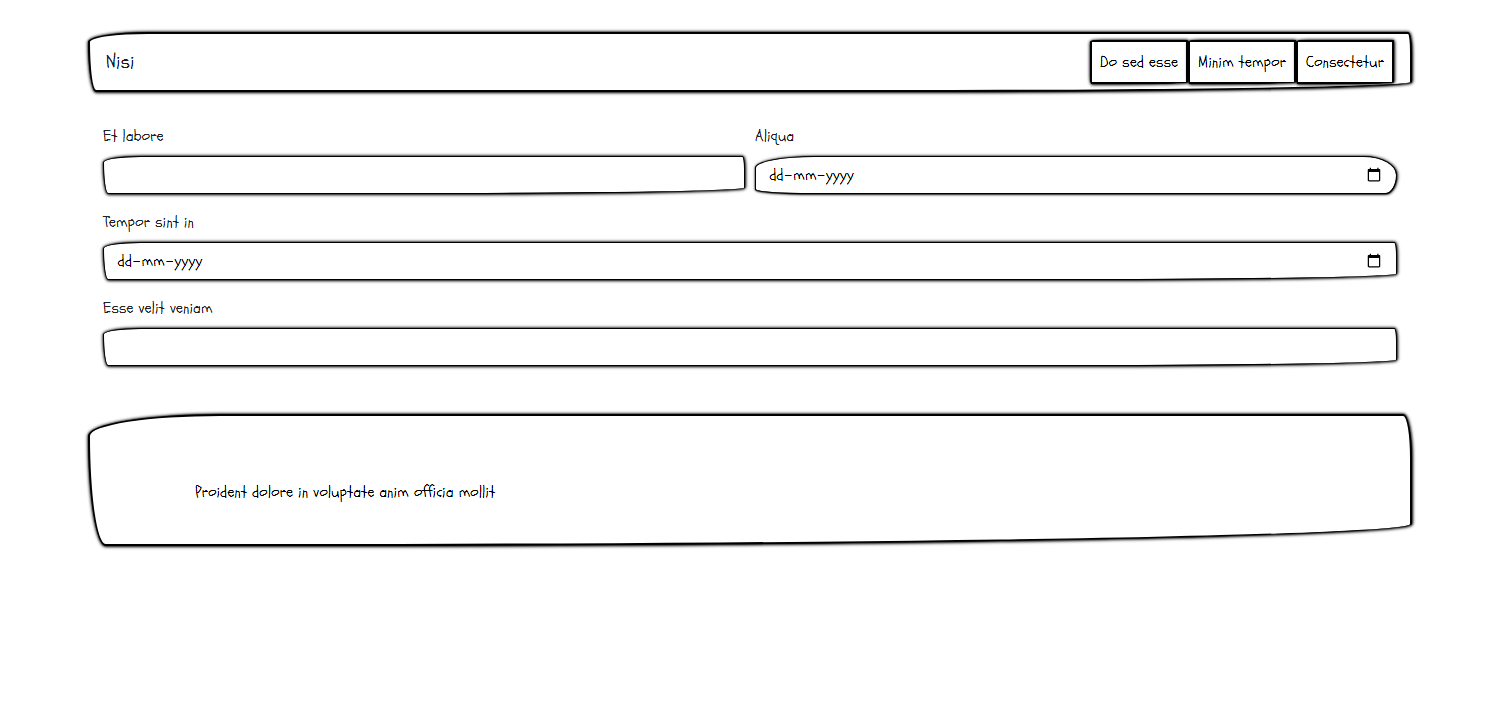 Nisi
Do sed esse
Minim tempor
Consectetur
Et labore
Aliqua
dd-mm-yyyy
Tempor sint in
dd-mm-yyyy
Esse velit veniam
Proident dolore in voluptate anim officia mollit